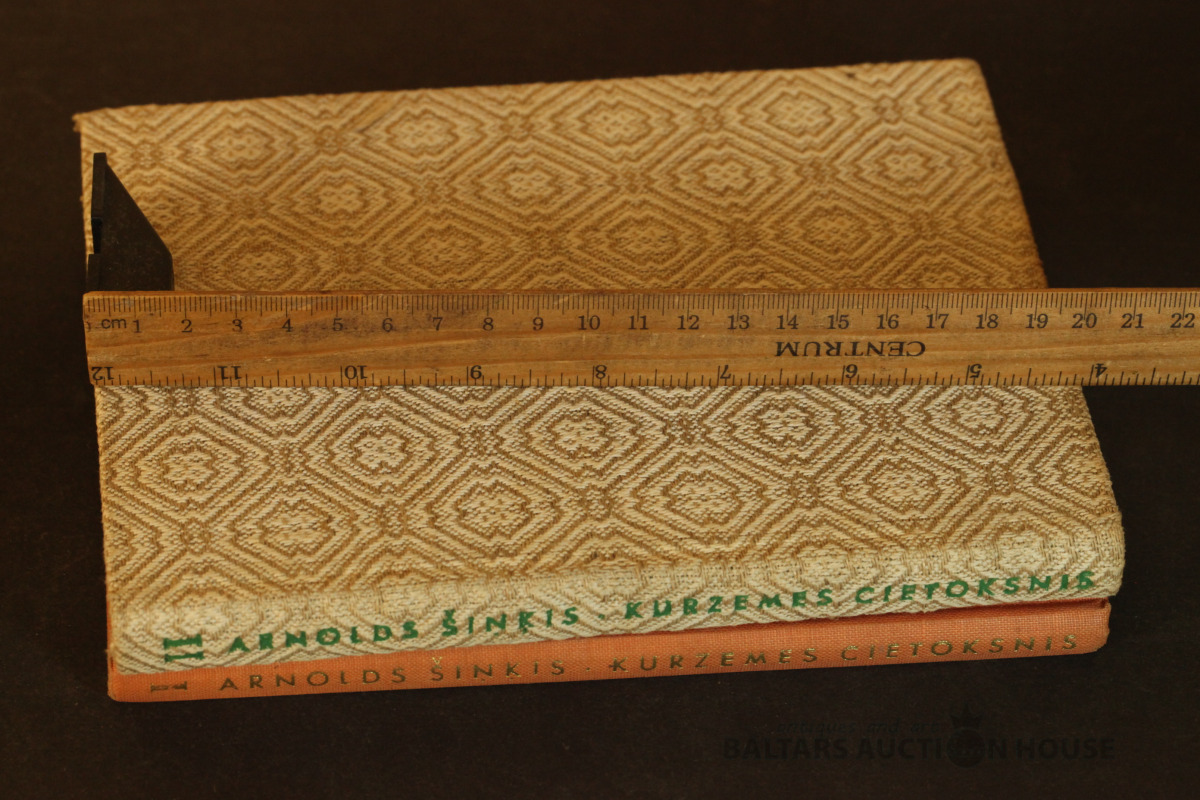 cm 1 2 3 4 5 6 7 8 9 10 11 12 13 14 15 16 17 18 19 20 21 22
CENTRUM
12 11 10 9 8 7 6 5 4
II ARNOLDS ŠINĶIS · KURZEMES CIETOKSNIS
I ARNOLDS ŠINĶIS · KURZEMES CIETOKSNIS
BALTARS AUCTION HOUSE